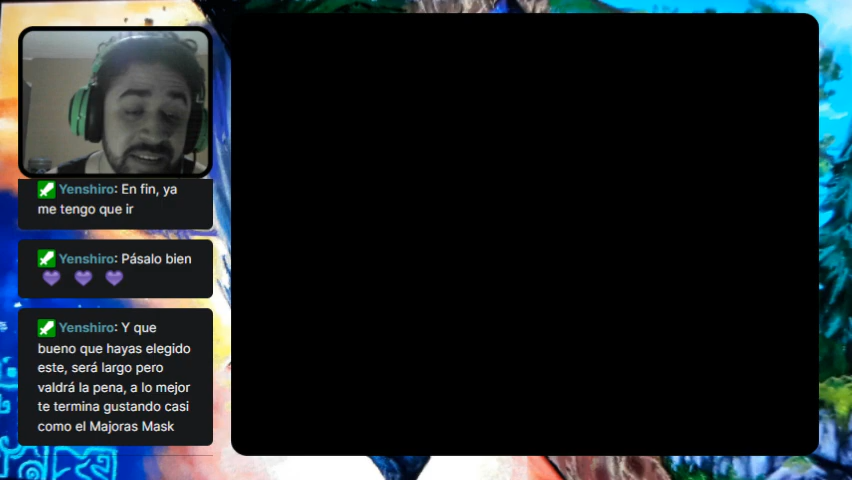 Yenshiro: En fin, ya
me tengo que ir
Yenshiro: Pásalo bien
Yenshiro: Y que
bueno que hayas elegido
este, será largo pero
valdrá la pena, a lo mejor
te termina gustando casi
como el Majoras Mask